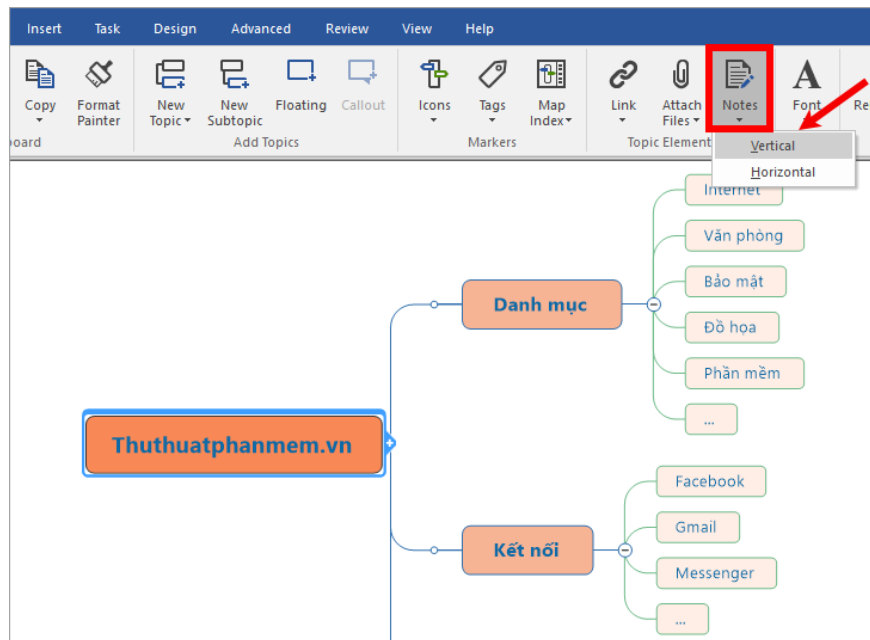 Insert Task Design Advanced Review View Help
Copy Format Painter New Topic New Subtopic Floating Callout Icons Tags Map Index Link Attach Files Notes Font
Add Topics Markers Topic Element
Vertical
Horizontal
Internet
Văn phòng
Bảo mật
Danh mục
Đồ họa
Phần mềm
...
Thuthuatphanmem.vn
Facebook
Gmail
Kết nối
Messenger
...